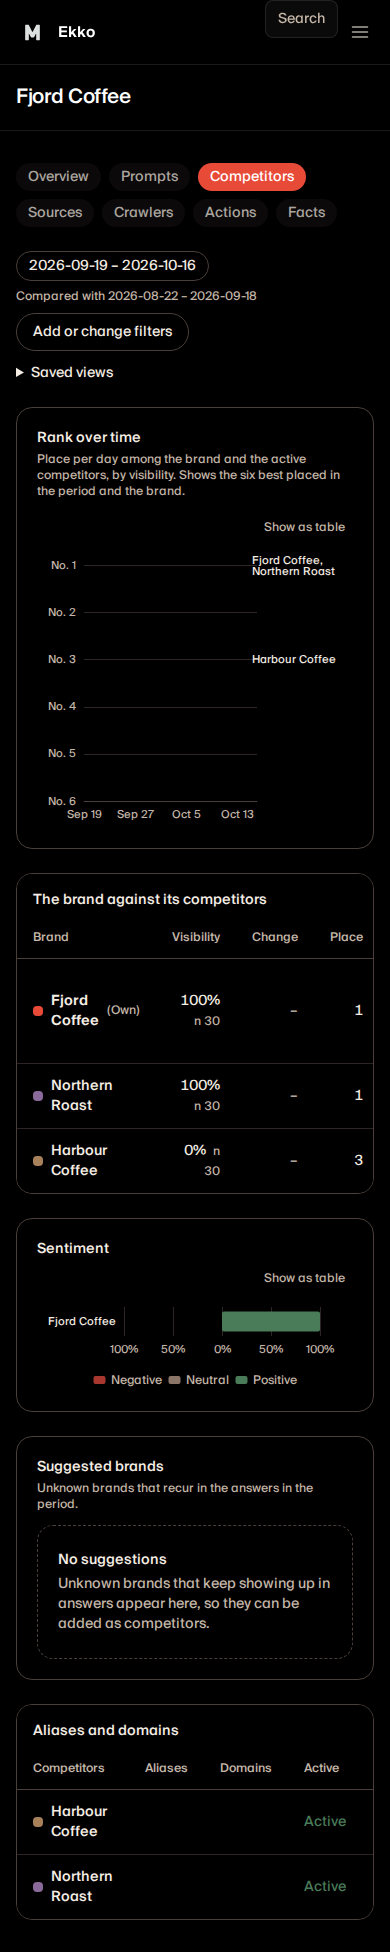 Search
M Ekko
Fjord Coffee
Overview Prompts Competitors
Sources Crawlers Actions Facts
2026-09-19 – 2026-10-16
Compared with 2026-08-22 – 2026-09-18
Add or change filters
Saved views
Rank over time
Place per day among the brand and the active
competitors, by visibility. Shows the six best placed in
the period and the brand.
Show as table
No. 1
Fjord Coffee,
Northern Roast
No. 2
No. 3 Harbour Coffee
No. 4
No. 5
No. 6
Sep 19 Sep 27 Oct 5 Oct 13
The brand against its competitors
Brand Visibility Change Place
Fjord
Coffee (Own) 100%
n 30 – 1
Northern
Roast 100%
n 30 – 1
Harbour
Coffee 0% n
30 – 3
Sentiment
Show as table
Fjord Coffee
100% 50% 0% 50% 100%
Negative Neutral Positive
Suggested brands
Unknown brands that recur in the answers in the
period.
No suggestions
Unknown brands that keep showing up in
answers appear here, so they can be
added as competitors.
Aliases and domains
Competitors Aliases Domains Active
Harbour
Coffee Active
Northern
Roast Active